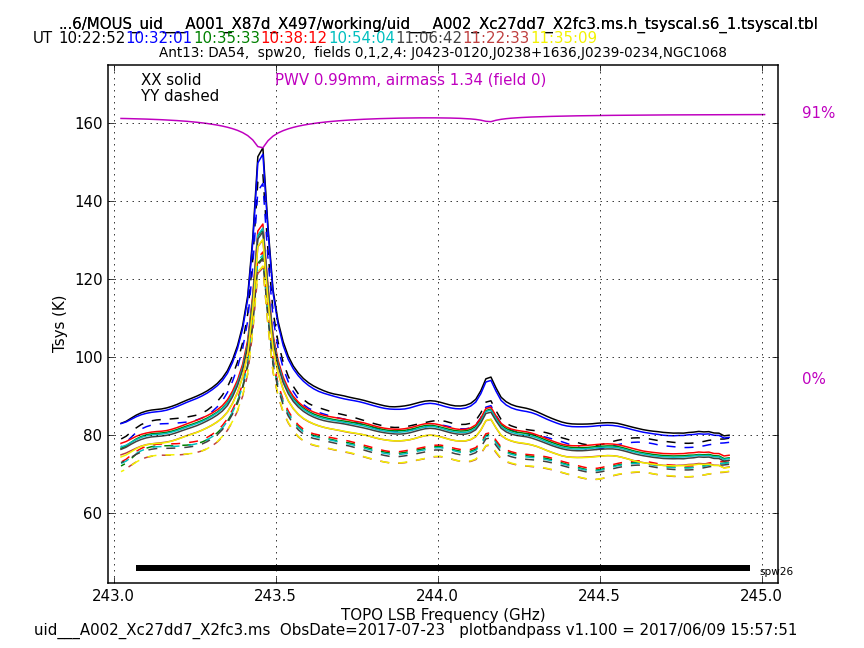 ...6/MOUS_uid___A001_X87d_X497/working/uid___A002_Xc27dd7_X2fc3.ms.h_tsyscal.s6_1.tsyscal.tbl
UT 10:22:52 10:32:01 10:35:33 10:38:12 10:54:04 11:06:42 11:22:33 11:35:09
Ant13: DA54,  spw20,  fields 0,1,2,4: J0423-0120,J0238+1636,J0239-0234,NGC1068
XX solid
PWV 0.99mm, airmass 1.34 (field 0)
YY dashed
91%
160
140
120
Tsys (K)
100
0%
80
60
spw26
243.0 243.5 244.0 244.5 245.0
TOPO LSB Frequency (GHz)
uid___A002_Xc27dd7_X2fc3.ms  ObsDate=2017-07-23   plotbandpass v1.100 = 2017/06/09 15:57:51